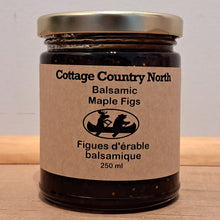 Cottage Country North
Balsamic
Maple Figs
Figues d'érable
balsamique
250 ml